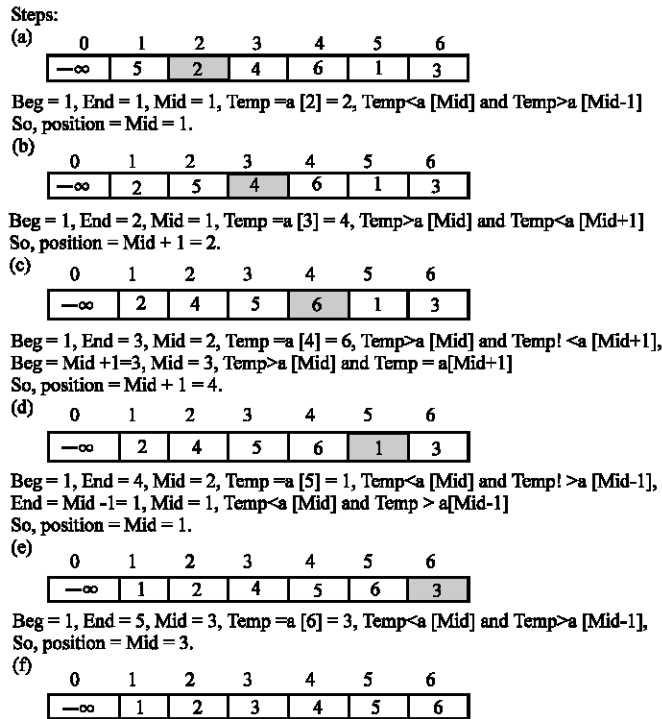 Steps:
(a)
0 1 2 3 4 5 6
−∞ 5 2 4 6 1 3
Beg = 1, End = 1, Mid = 1, Temp =a [2] = 2, Temp<a [Mid] and Temp>a [Mid-1]
So, position = Mid = 1.
(b)
0 1 2 3 4 5 6
−∞ 2 5 4 6 1 3
Beg = 1, End = 2, Mid = 1, Temp =a [3] = 4, Temp>a [Mid] and Temp<a [Mid+1]
So, position = Mid + 1 = 2.
(c)
0 1 2 3 4 5 6
−∞ 2 4 5 6 1 3
Beg = 1, End = 3, Mid = 2, Temp =a [4] = 6, Temp>a [Mid] and Temp! <a [Mid+1],
Beg = Mid +1=3, Mid = 3, Temp>a [Mid] and Temp = a[Mid+1]
So, position = Mid + 1 = 4.
(d)
0 1 2 3 4 5 6
−∞ 2 4 5 6 1 3
Beg = 1, End = 4, Mid = 2, Temp =a [5] = 1, Temp<a [Mid] and Temp! >a [Mid-1],
End = Mid -1= 1, Mid = 1, Temp<a [Mid] and Temp > a[Mid-1]
So, position = Mid = 1.
(e)
0 1 2 3 4 5 6
−∞ 1 2 4 5 6 3
Beg = 1, End = 5, Mid = 3, Temp =a [6] = 3, Temp<a [Mid] and Temp>a [Mid-1],
So, position = Mid = 3.
(f)
0 1 2 3 4 5 6
−∞ 1 2 3 4 5 6